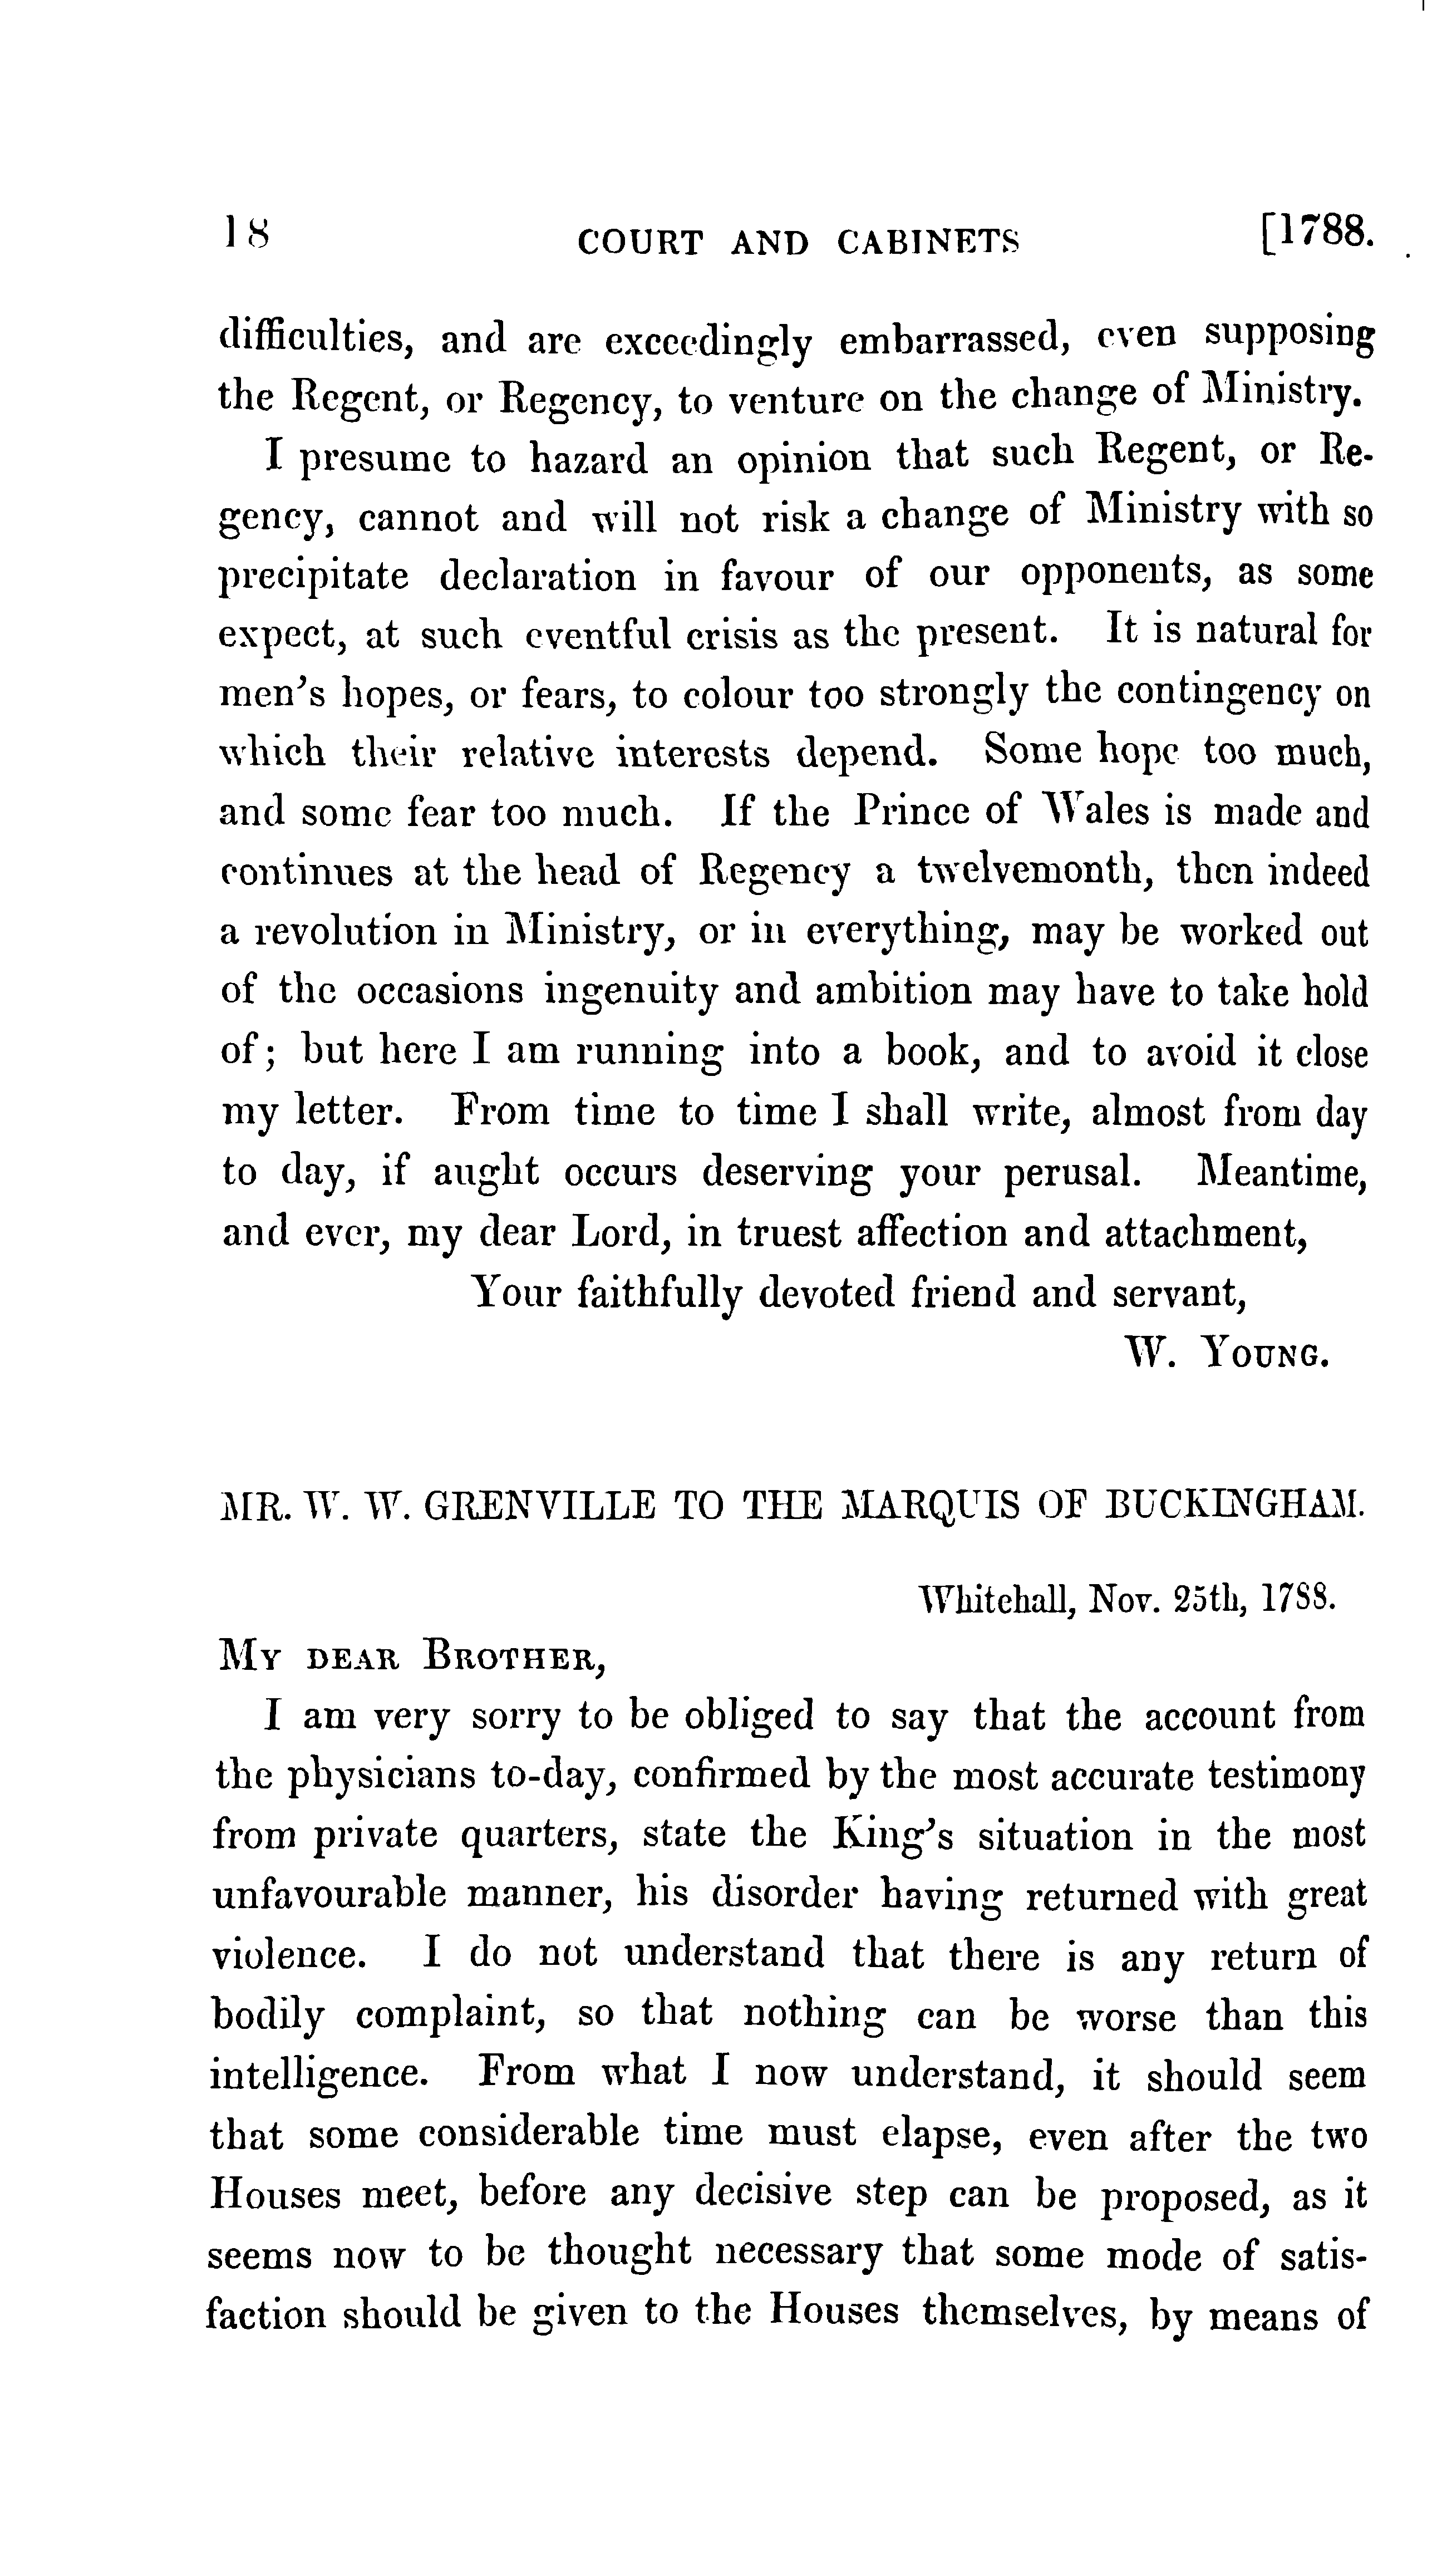 18 COURT AND CABINETS [1788.
difficulties, and are exceedingly embarrassed, even supposing
the Regent, or Regency, to venture on the change of Ministry.
I presume to hazard an opinion that such Regent, or Re-
gency, cannot and will not risk a change of Ministry with so
precipitate declaration in favour of our opponents, as some
expect, at such eventful crisis as the present. It is natural for
men's hopes, or fears, to colour too strongly the contingency on
which their relative interests depend. Some hope too much,
and some fear too much. If the Prince of Wales is made and
continues at the head of Regency a twelvemonth, then indeed
a revolution in Ministry, or in everything, may be worked out
of the occasions ingenuity and ambition may have to take hold
of; but here I am running into a book, and to avoid it close
my letter. From time to time I shall write, almost from day
to day, if aught occurs deserving your perusal. Meantime,
and ever, my dear Lord, in truest affection and attachment,
Your faithfully devoted friend and servant,
W. YOUNG.
MR. W. W. GRENVILLE TO THE MARQUIS OF BUCKINGHAM.
Whitehall, Nov. 25th, 1788.
MY DEAR BROTHER,
I am very sorry to be obliged to say that the account from
the physicians to-day, confirmed by the most accurate testimony
from private quarters, state the King's situation in the most
unfavourable manner, his disorder having returned with great
violence. I do not understand that there is any return of
bodily complaint, so that nothing can be worse than this
intelligence. From what I now understand, it should seem
that some considerable time must elapse, even after the two
Houses meet, before any decisive step can be proposed, as it
seems now to be thought necessary that some mode of satis-
faction should be given to the Houses themselves, by means of